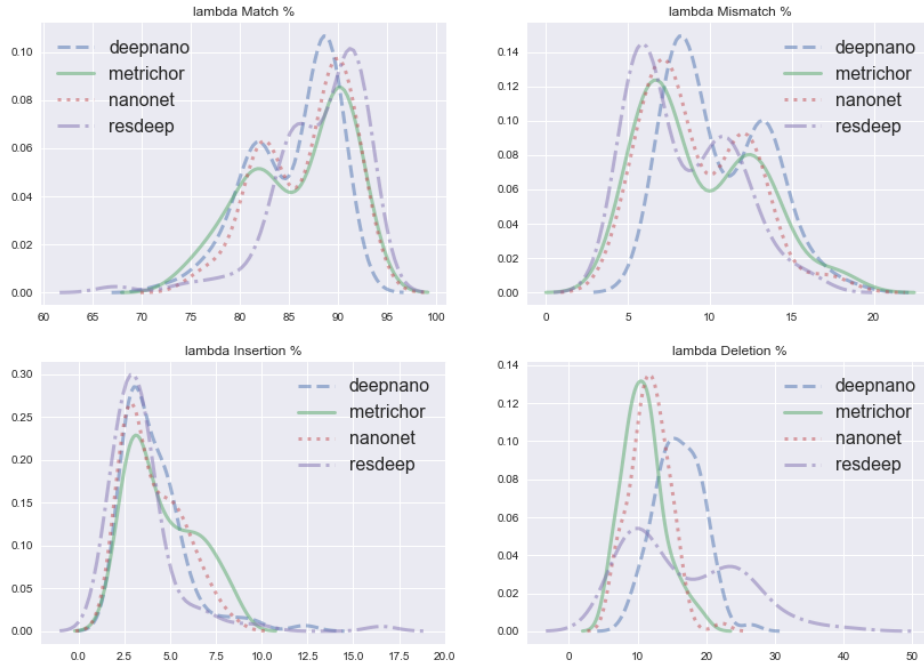 lambda Match %
0.10
0.08
0.06
0.04
0.02
0.00
60 65 70 75 80 85 90 95 100
deepnano
metrichor
nanonet
resdeep
lambda Mismatch %
0.14
0.12
0.10
0.08
0.06
0.04
0.02
0.00
0 5 10 15 20
deepnano
metrichor
nanonet
resdeep
lambda Insertion %
0.30
0.25
0.20
0.15
0.10
0.05
0.00
0.0 2.5 5.0 7.5 10.0 12.5 15.0 17.5 20.0
deepnano
metrichor
nanonet
resdeep
lambda Deletion %
0.14
0.12
0.10
0.08
0.06
0.04
0.02
0.00
0 10 20 30 40 50
deepnano
metrichor
nanonet
resdeep